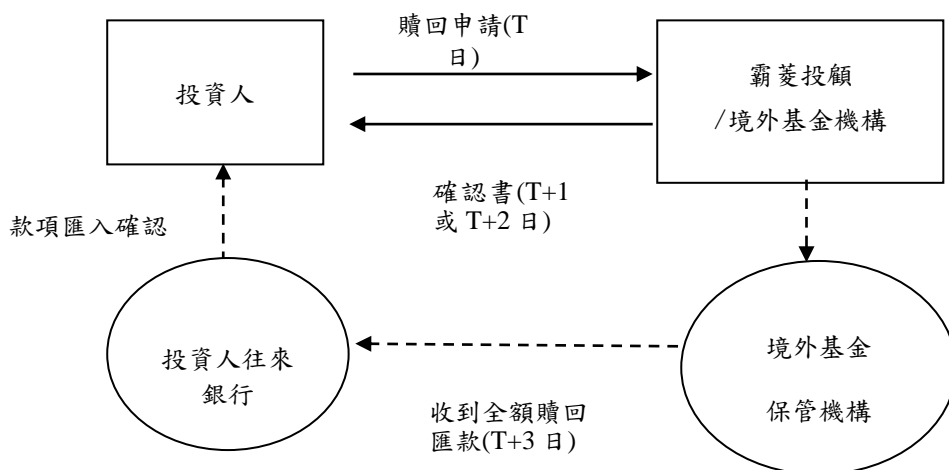 贖回申請(T
日)
投資人
霸菱投顧
/境外基金機構
確認書(T+1
或 T+2 日)
款項匯入確認
投資人往來
銀行
境外基金
保管機構
收到全額贖回
匯款(T+3 日)